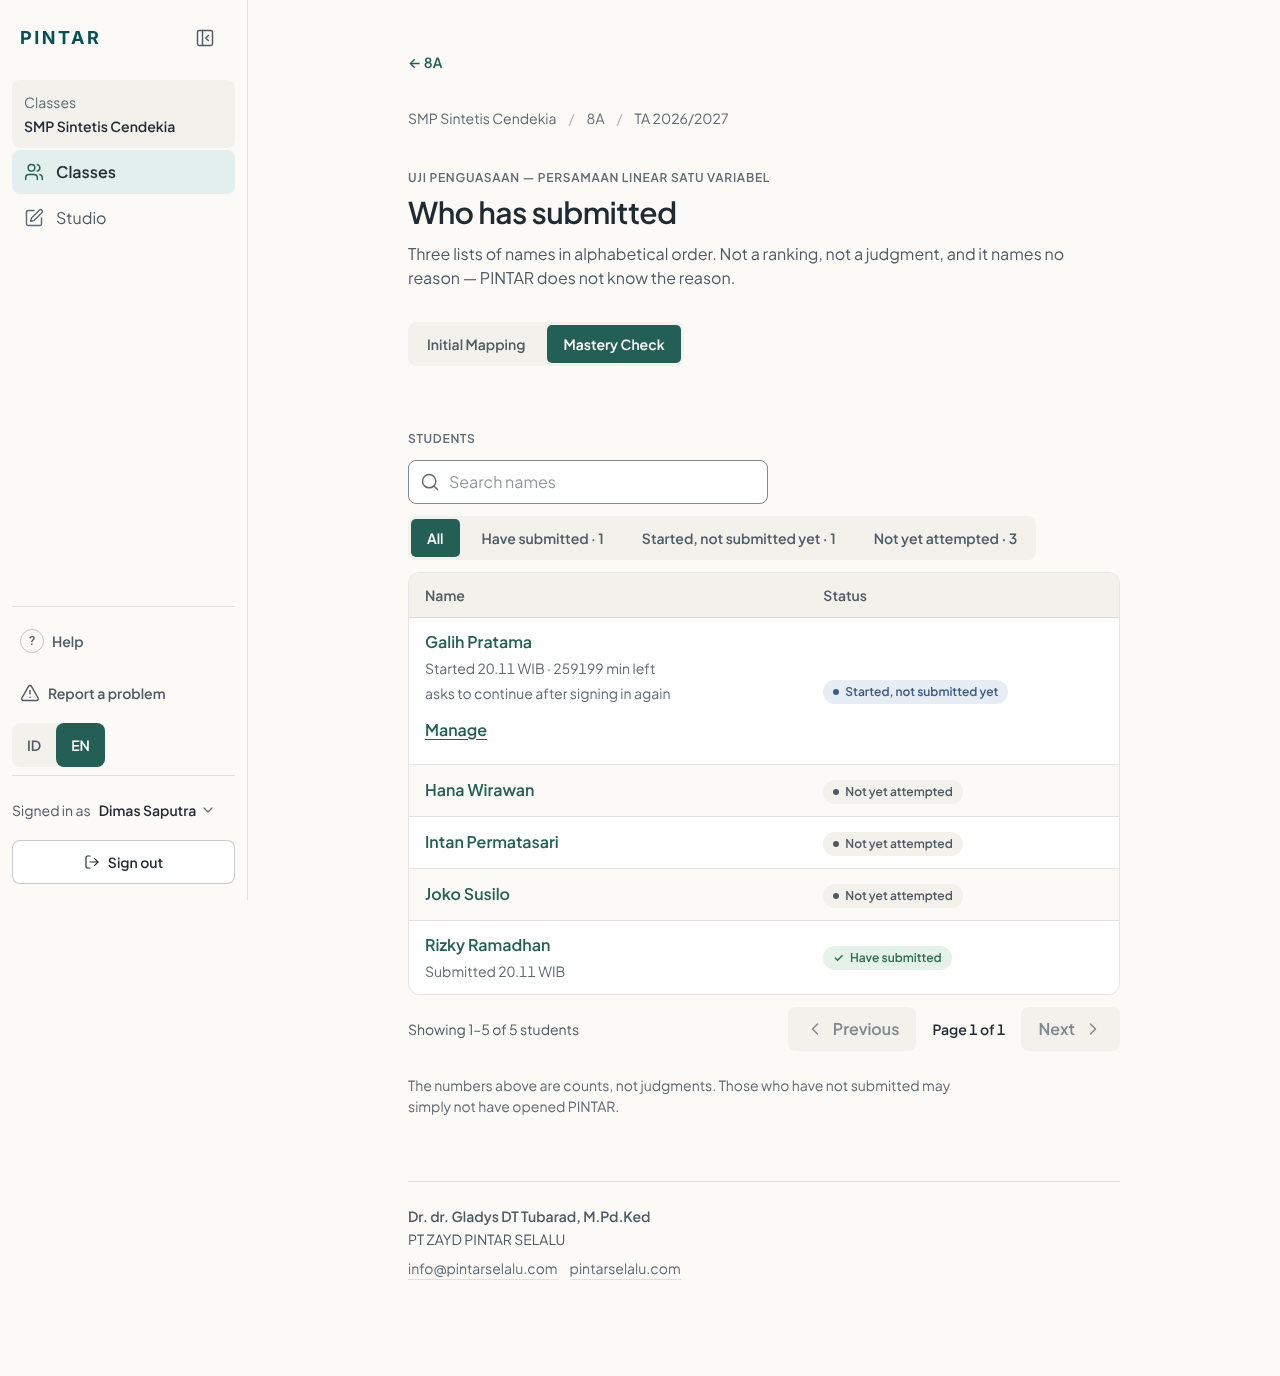 PINTAR
Classes
SMP Sintetis Cendekia
Classes
Studio
? Help
Report a problem
ID EN
Signed in as Dimas Saputra
Sign out
← 8A
SMP Sintetis Cendekia / 8A / TA 2026/2027
UJI PENGUASAAN — PERSAMAAN LINEAR SATU VARIABEL
Who has submitted
Three lists of names in alphabetical order. Not a ranking, not a judgment, and it names no
reason — PINTAR does not know the reason.
Initial Mapping Mastery Check
STUDENTS
Search names
All Have submitted · 1 Started, not submitted yet · 1 Not yet attempted · 3
Name Status
Galih Pratama
Started 20.11 WIB · 259199 min left
asks to continue after signing in again
Started, not submitted yet
Manage
Hana Wirawan Not yet attempted
Intan Permatasari Not yet attempted
Joko Susilo Not yet attempted
Rizky Ramadhan
Submitted 20.11 WIB
Have submitted
Showing 1–5 of 5 students Previous Page 1 of 1 Next
The numbers above are counts, not judgments. Those who have not submitted may
simply not have opened PINTAR.
Dr. dr. Gladys DT Tubarad, M.Pd.Ked
PT ZAYD PINTAR SELALU
info@pintarselalu.com pintarselalu.com